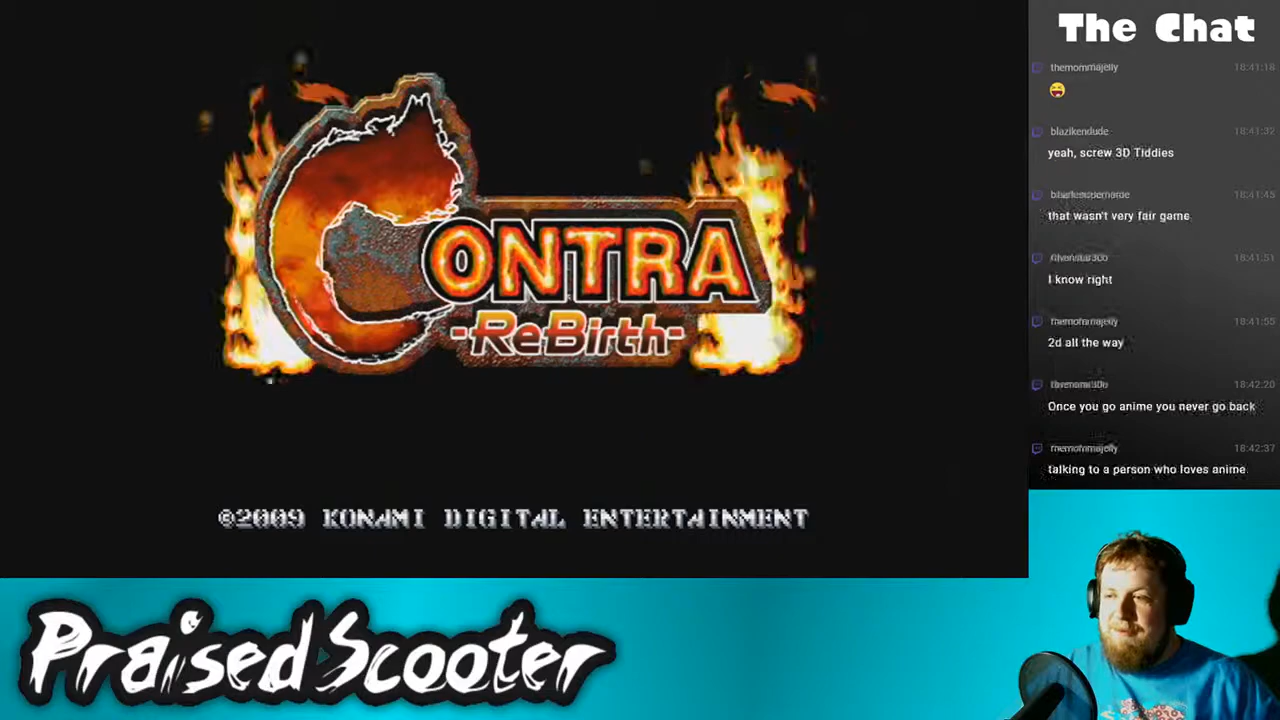 The Chat
themommajelly 18:41:18
😄
blazikendude 18:41:32
yeah, screw 3D Tiddies
18:41:45
that wasn't very fair game
18:41:51
I know right
18:41:55
2d all the way
18:42:20
Once you go anime you never go back
18:42:37
talking to a person who loves anime
CONTRA
-ReBirth-
©2009 KONAMI DIGITAL ENTERTAINMENT
PraisedScooter